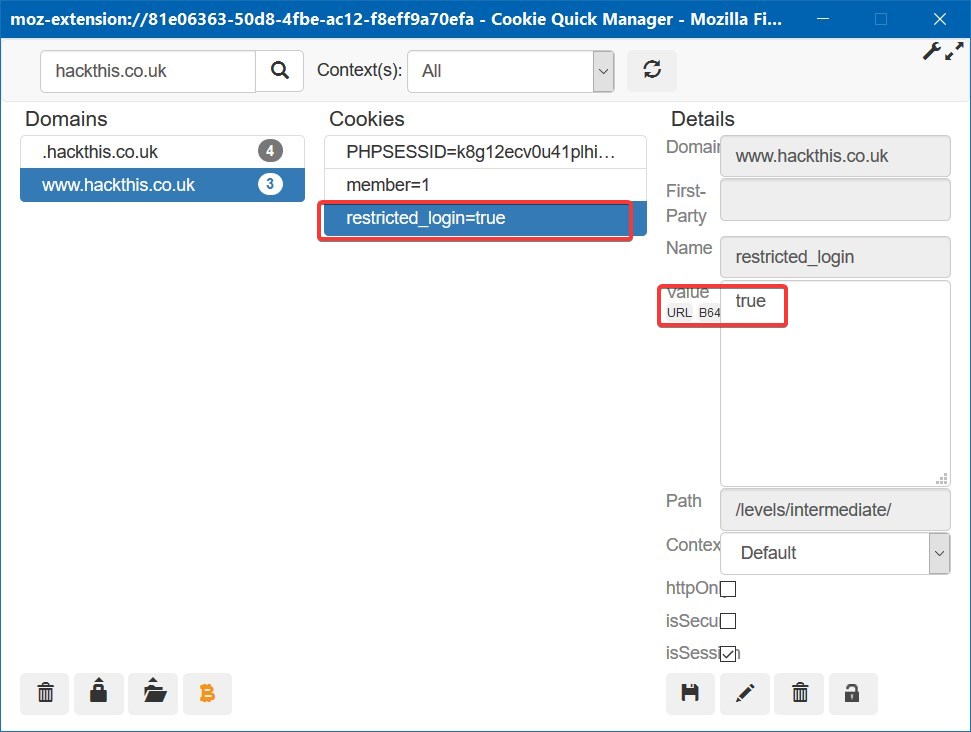 moz-extension://81e06363-50d8-4fbe-ac12-f8eff9a70efa - Cookie Quick Manager - Mozilla Fi...
hackthis.co.uk
Context(s):
All
Domains
.hackthis.co.uk 4
www.hackthis.co.uk 3
Cookies
PHPSESSID=k8g12ecv0u41plhi...
member=1
restricted_login=true
Details
Domain www.hackthis.co.uk
First-
Party
Name restricted_login
Value true
URL B64
Path /levels/intermediate/
Contex Default
httpOn
isSecu
isSession